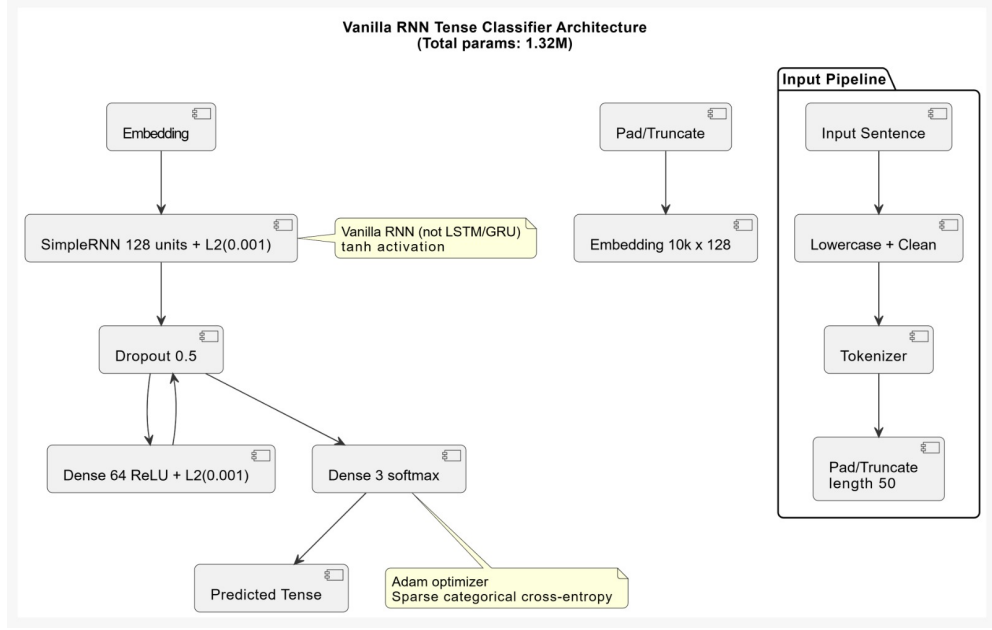 Vanilla RNN Tense Classifier Architecture
(Total params: 1.32M)
Input Pipeline
Embedding
Pad/Truncate
Input Sentence
SimpleRNN 128 units + L2(0.001)
Vanilla RNN (not LSTM/GRU)
tanh activation
Embedding 10k x 128
Lowercase + Clean
Dropout 0.5
Tokenizer
Dense 64 ReLU + L2(0.001)
Dense 3 softmax
Pad/Truncate
length 50
Predicted Tense
Adam optimizer
Sparse categorical cross-entropy